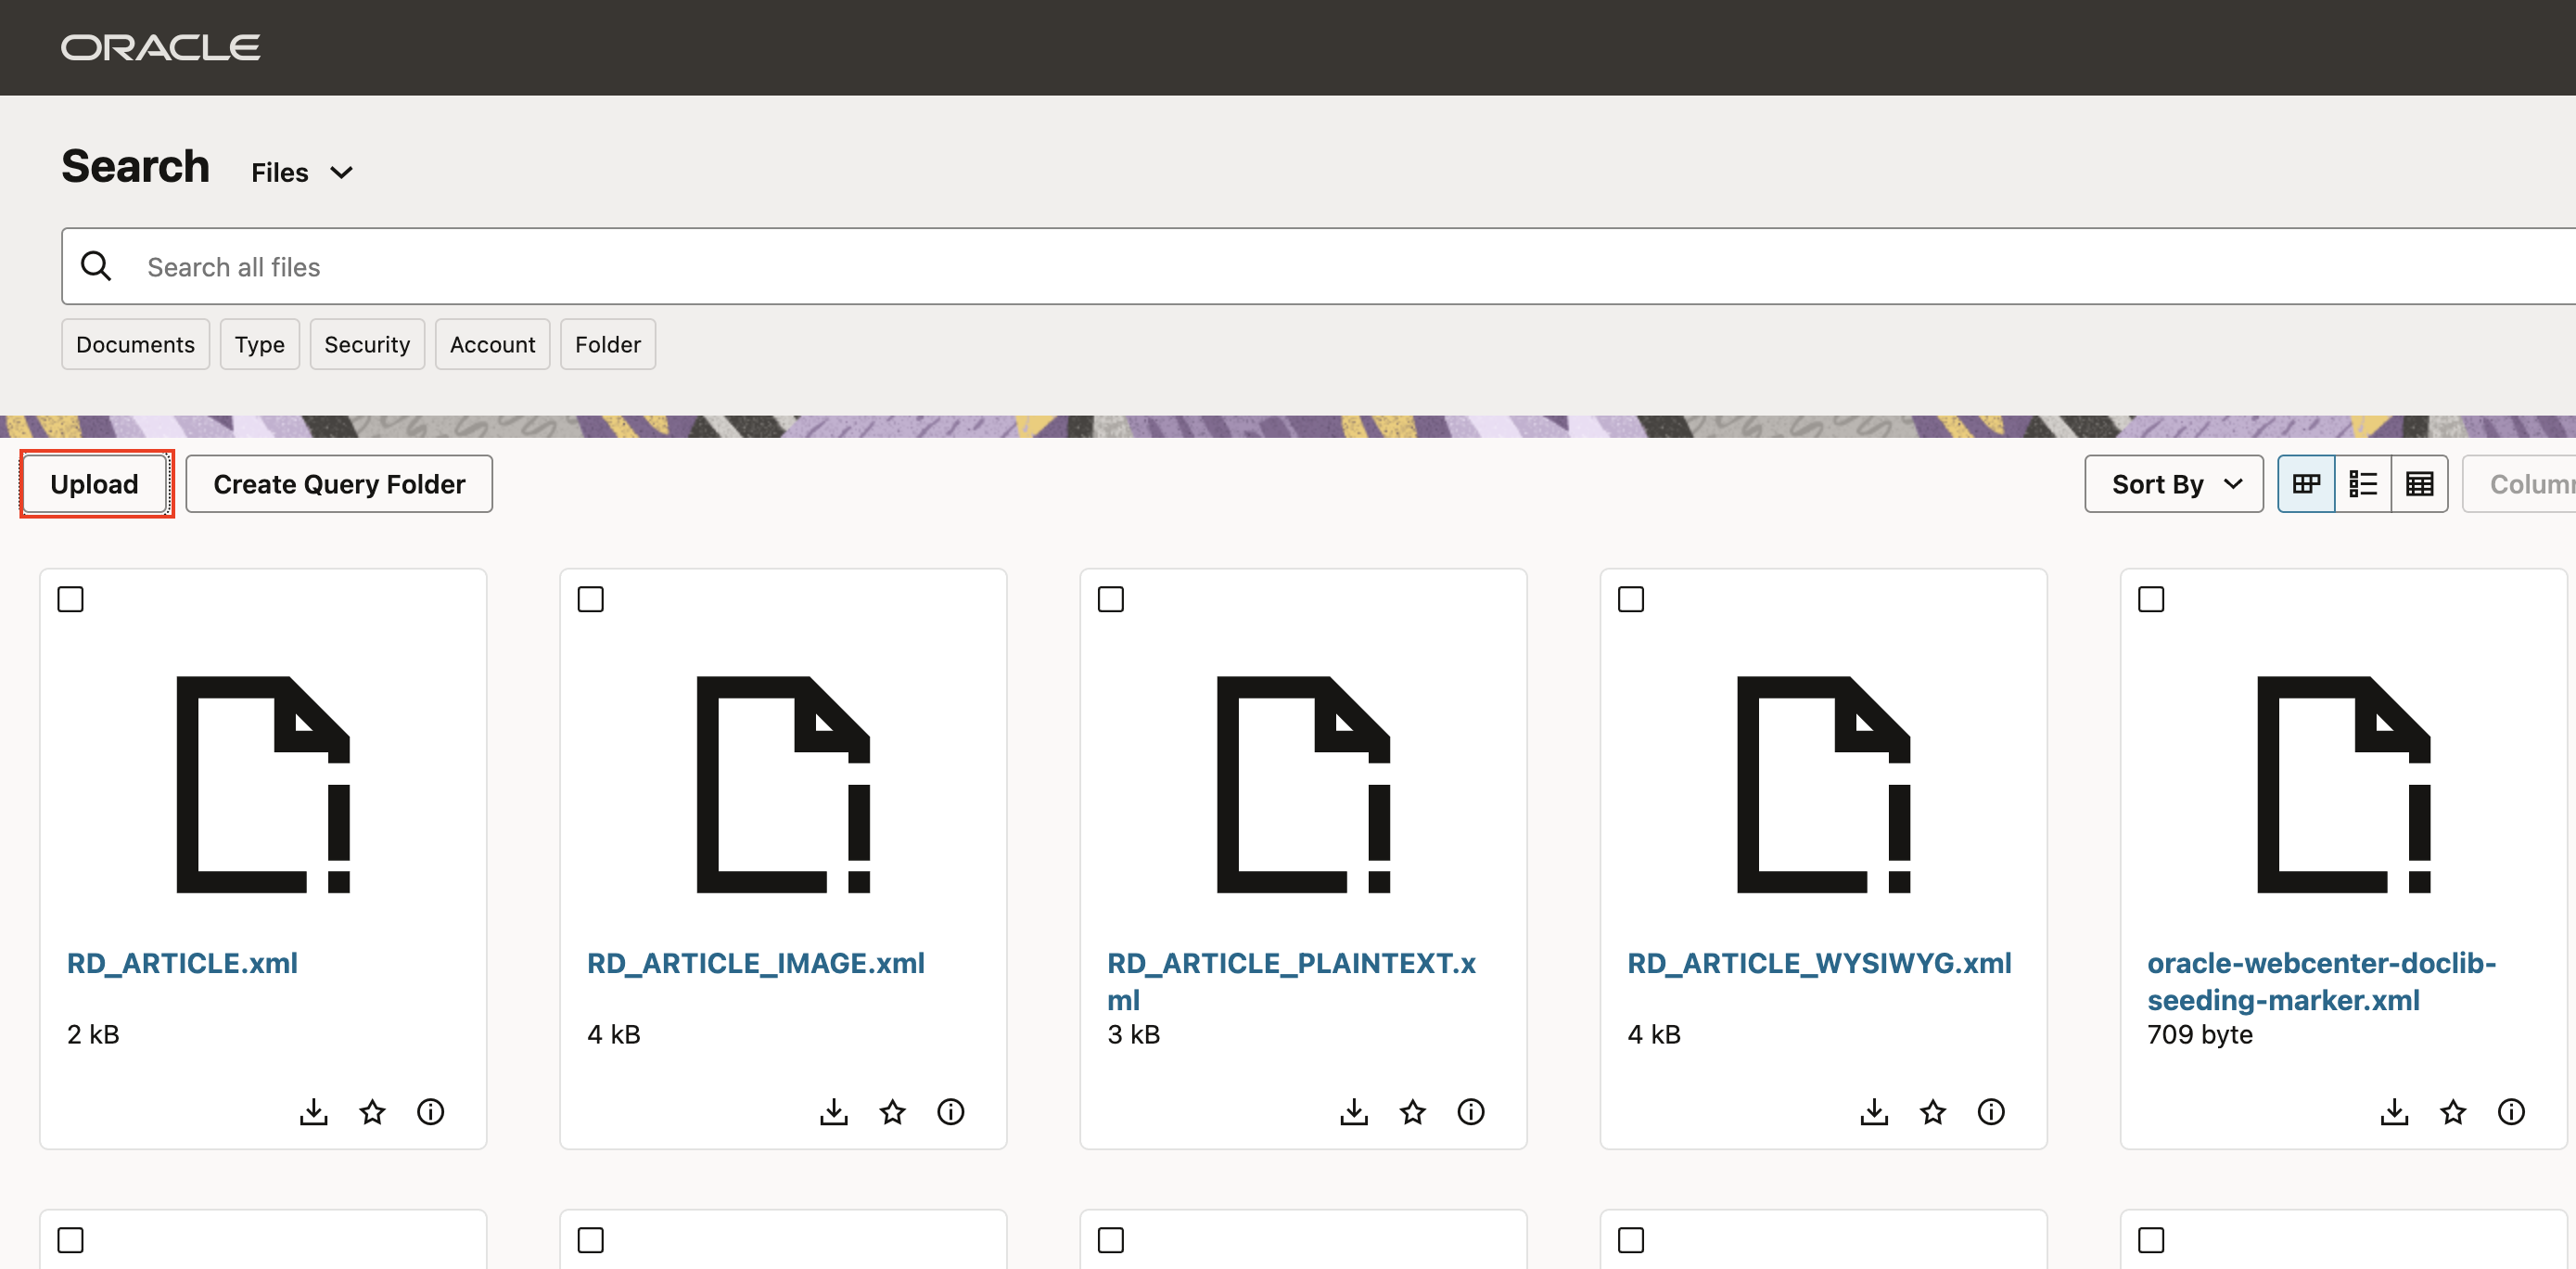 ORACLE
Search Files
Search all files
Documents Type Security Account Folder
Upload Create Query Folder Sort By Column
RD_ARTICLE.xml
2 kB
RD_ARTICLE_IMAGE.xml
4 kB
RD_ARTICLE_PLAINTEXT.x
ml
3 kB
RD_ARTICLE_WYSIWYG.xml
4 kB
oracle-webcenter-doclib-
seeding-marker.xml
709 byte